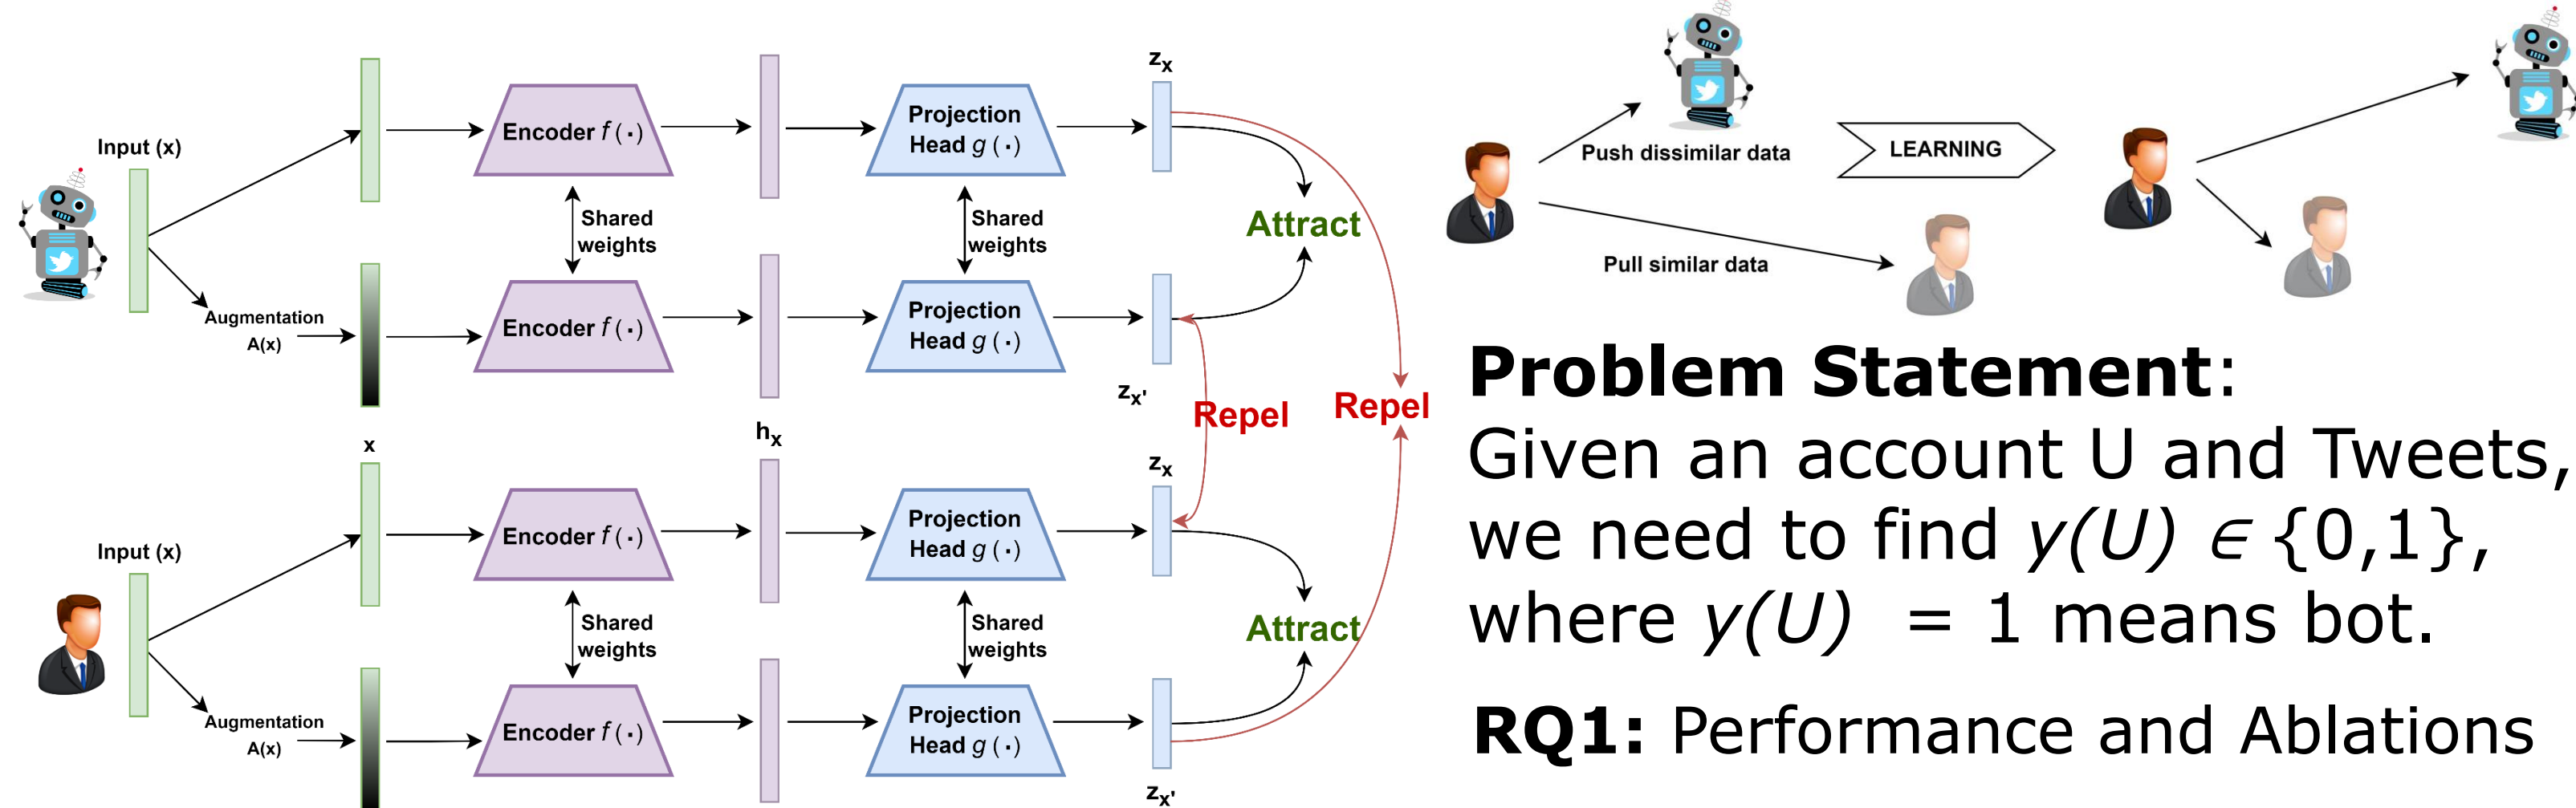 Input (x)
Augmentation
A(x)
Encoder f (·)
Shared
weights
Encoder f (·)
Projection
Head g (·)
Shared
weights
Projection
Head g (·)
zx
zx'
Attract
Repel
Repel
Input (x)
Augmentation
A(x)
x
Encoder f (·)
Shared
weights
Encoder f (·)
hx
Projection
Head g (·)
Shared
weights
Projection
Head g (·)
zx
zx'
Attract
Push dissimilar data
Pull similar data
LEARNING
Problem Statement:
Given an account U and Tweets,
we need to find y(U) ∈ {0,1},
where y(U) = 1 means bot.
RQ1: Performance and Ablations